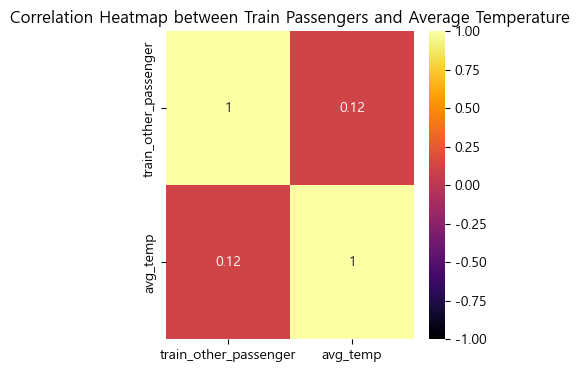 Correlation Heatmap between Train Passengers and Average Temperature
train_other_passenger
avg_temp
1
0.12
0.12
1
train_other_passenger
avg_temp
1.00
0.75
0.50
0.25
0.00
-0.25
-0.50
-0.75
-1.00